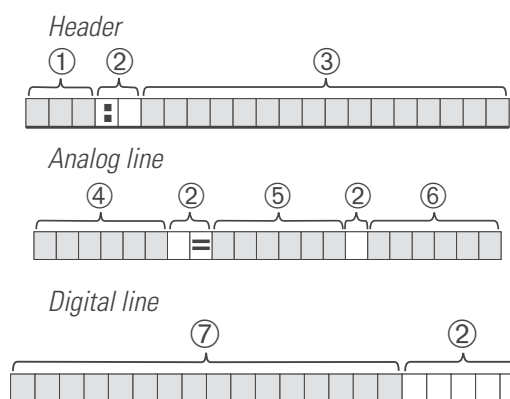 Header
① ② ③
:
Analog line
④ ② ⑤ ② ⑥
=
Digital line
⑦ ②